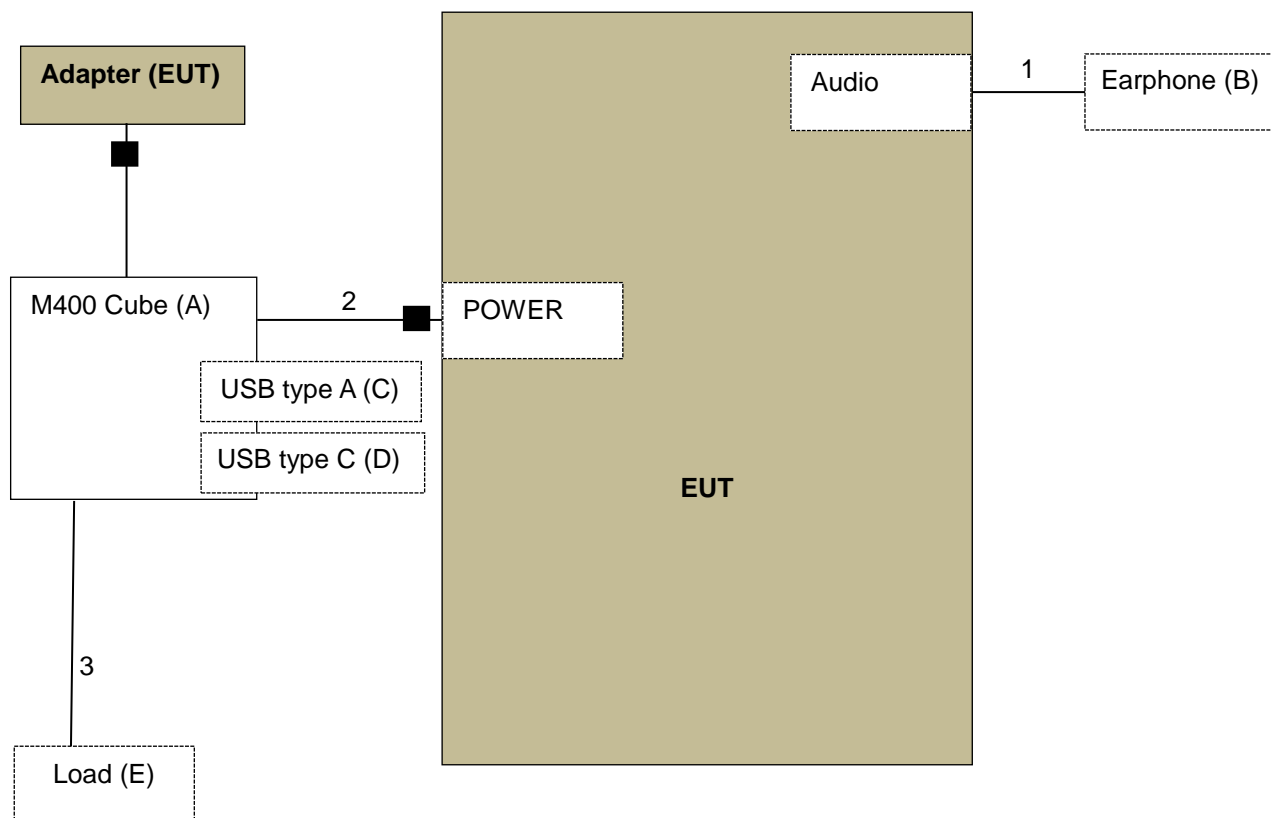 Adapter (EUT)
Audio
1
Earphone (B)
M400 Cube (A)
2
POWER
USB type A (C)
USB type C (D)
EUT
3
Load (E)